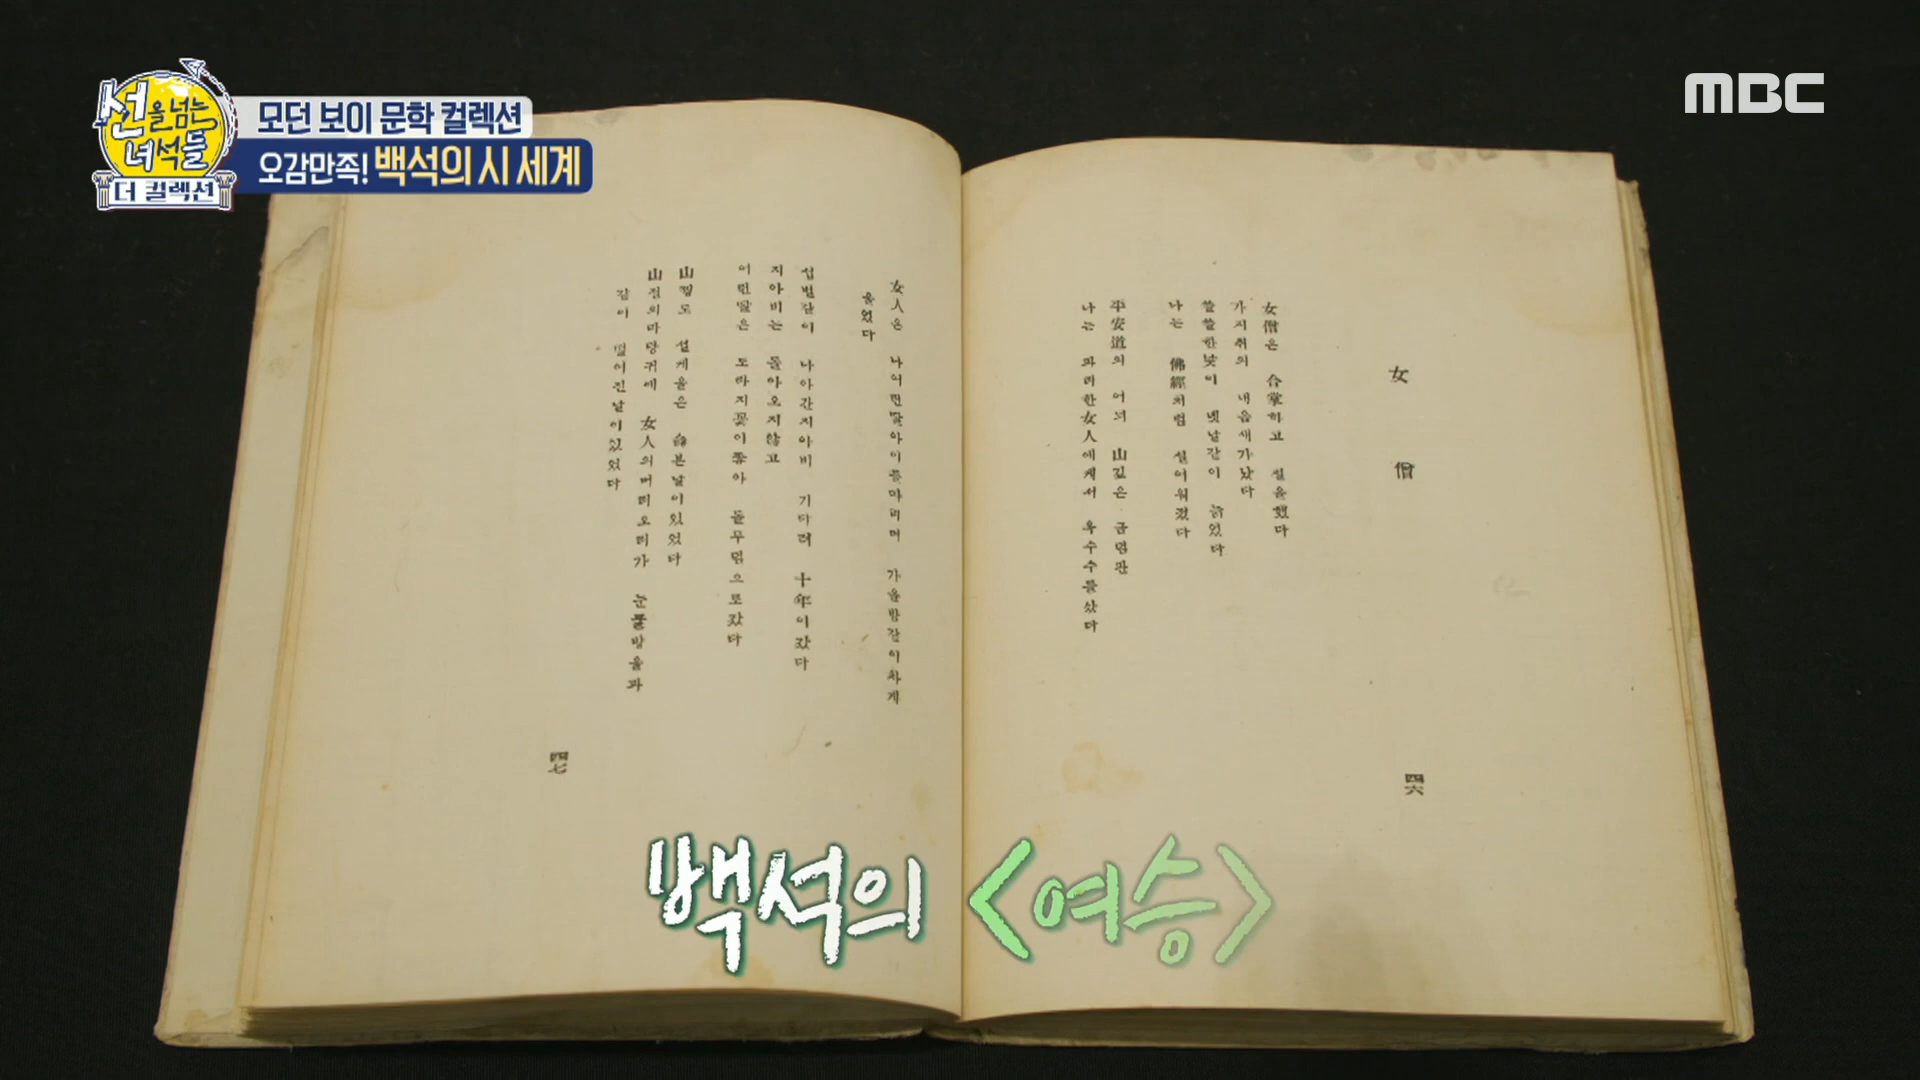 선을넘는
녀석들
더 컬렉션
모던 보이 문학 컬렉션
오감만족! 백석의 시 세계
MBC
女僧
女僧은 合掌하고 절을했다
가지취의 내음새가났다
쓸쓸한낯이 녯날같이 늙었다
나는 佛經처럼 설어워졌다
平安道의 어늬 山깊은 금덤판
나는 파리한女人에게서 옥수수를샀다
四六
女人은 나어린딸아이를따리며 가을밤같이차게
울었다
섭벌같이 나아간지아비 기다려 十年이갔다
지아비는 돌아오지않고
어린딸은 도라지꽃이좋아 돌무덤으로갔다
山꿩도 설게울은 슳븐날이있었다
山절의마당귀에 女人의머리오리가 눈물방울과
같이 떨어진날이있었다
四七
백석의 <여승>